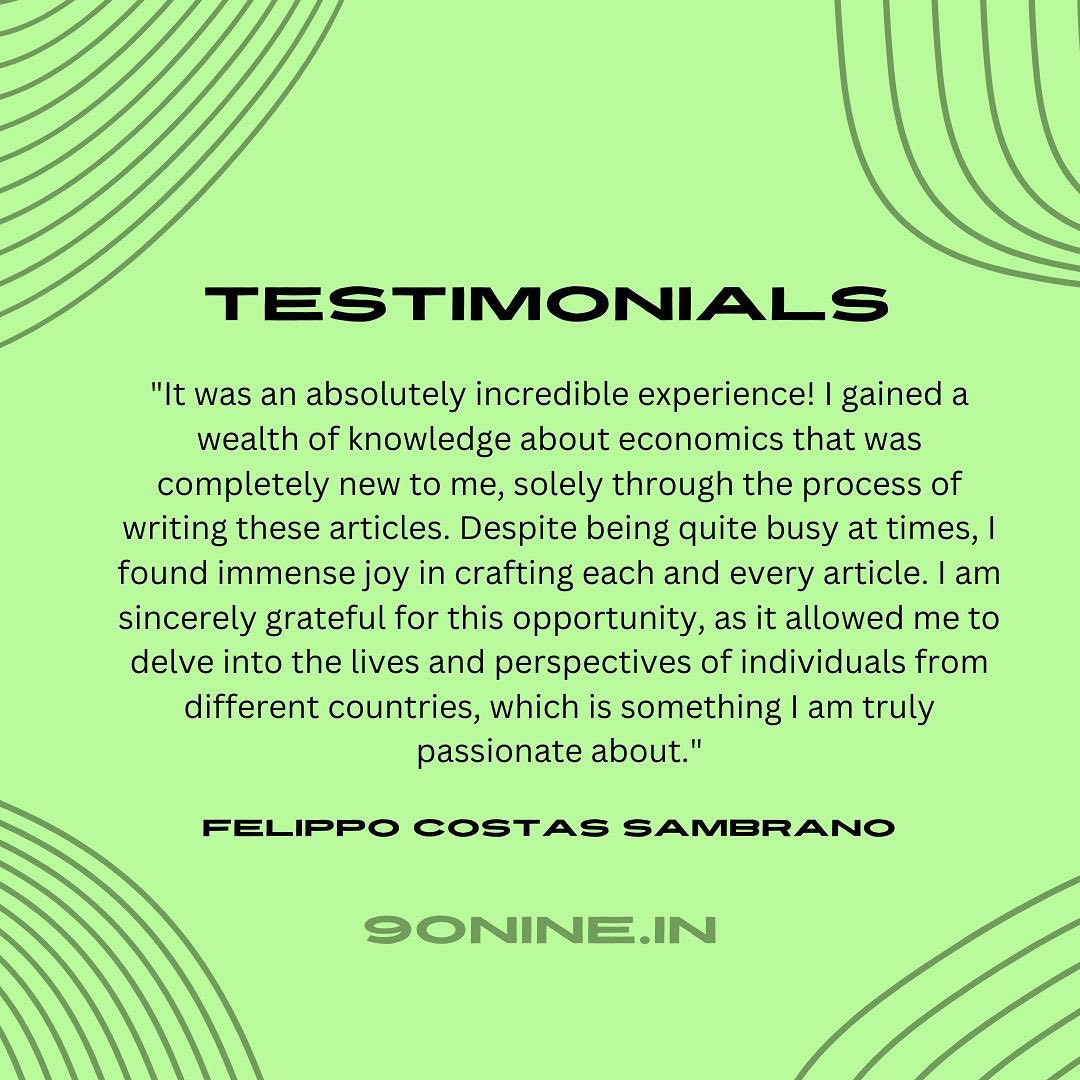 TESTIMONIALS
"It was an absolutely incredible experience! I gained a
wealth of knowledge about economics that was
completely new to me, solely through the process of
writing these articles. Despite being quite busy at times, I
found immense joy in crafting each and every article. I am
sincerely grateful for this opportunity, as it allowed me to
delve into the lives and perspectives of individuals from
different countries, which is something I am truly
passionate about."
FELIPPO COSTAS SAMBRANO
9ONINE.IN